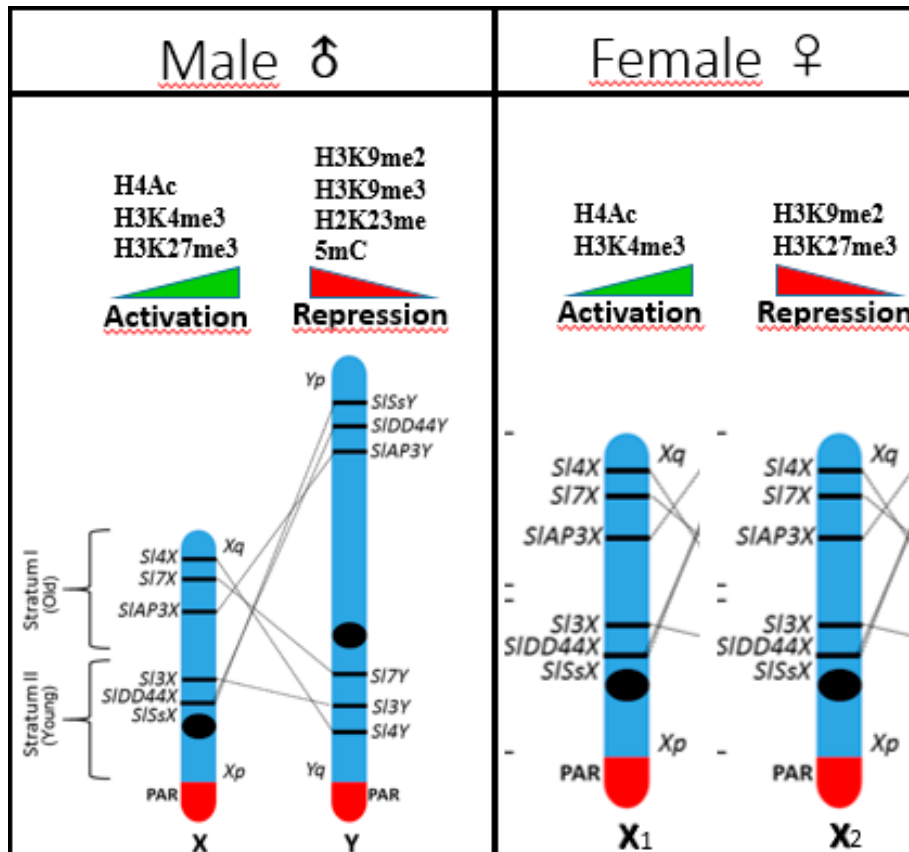 Male ♂
Female ♀
H4Ac
H3K4me3
H3K27me3
Activation
H3K9me2
H3K9me3
H2K23me
5mC
Repression
H4Ac
H3K4me3
Activation
H3K9me2
H3K27me3
Repression
Stratum I
(Old)
Stratum II
(Young)
Xq
Sl4X
Sl7X
SlAP3X
Sl3X
SlDD44X
SlSsX
Xp
PAR
X
Yp
SlSsY
SlDD44Y
SlAP3Y
Sl7Y
Sl3Y
Sl4Y
Yq
PAR
Y
Xq
Sl4X
Sl7X
SlAP3X
Sl3X
SlDD44X
SlSsX
Xp
PAR
X1
Xq
Sl4X
Sl7X
SlAP3X
Sl3X
SlDD44X
SlSsX
Xp
PAR
X2